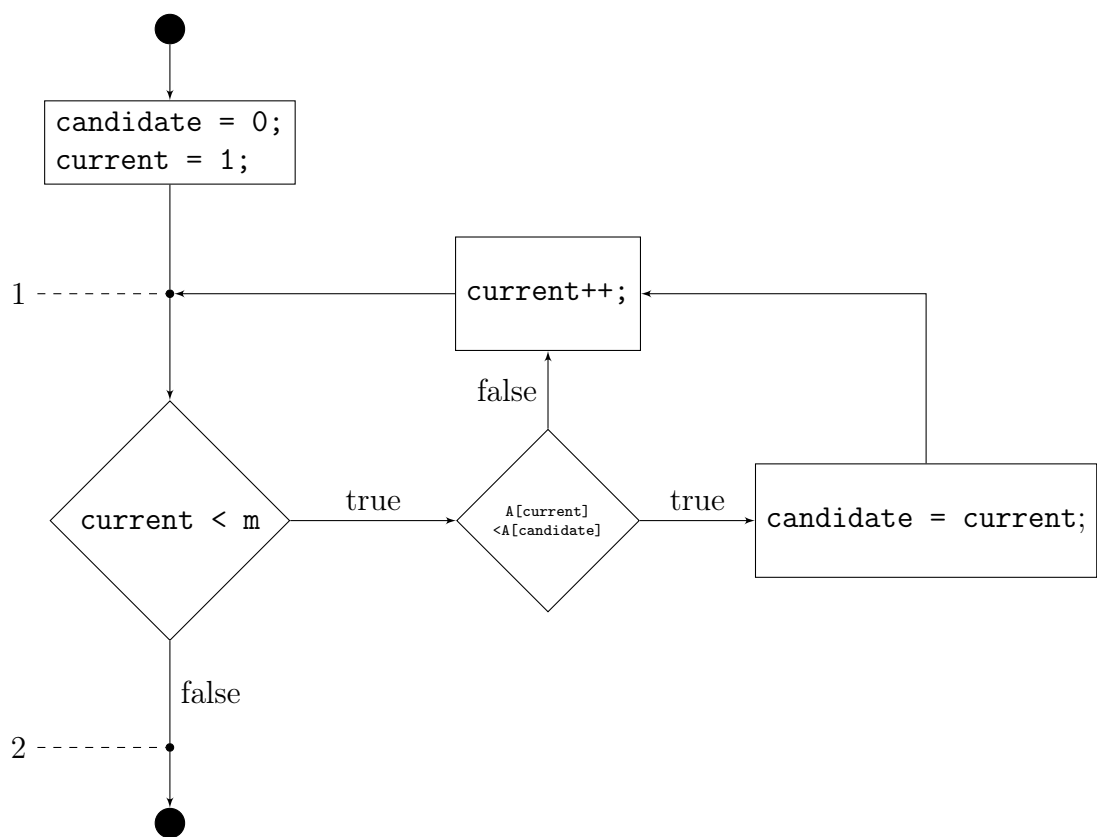 candidate = 0;
current = 1;
1
current++;
false
current < m
true
A[current]
<A[candidate]
true
candidate = current;
false
2